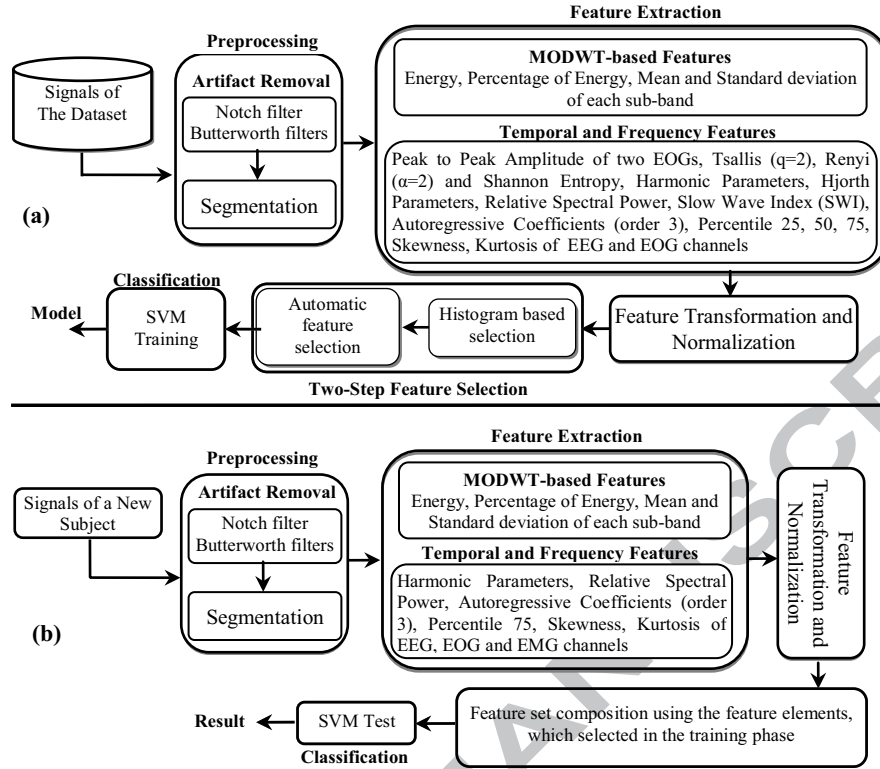 Feature Extraction
Preprocessing
MODWT-based Features
Energy, Percentage of Energy, Mean and Standard deviation
of each sub-band
Artifact Removal
Signals of
The Dataset
Notch filter
Butterworth filters
Temporal and Frequency Features
Peak to Peak Amplitude of two EOGs, Tsallis (q=2), Renyi
(α=2) and Shannon Entropy, Harmonic Parameters, Hjorth
Parameters, Relative Spectral Power, Slow Wave Index (SWI),
Autoregressive Coefficients (order 3), Percentile 25, 50, 75,
Skewness, Kurtosis of EEG and EOG channels
Segmentation
(a)
Classification
Model
SVM
Training
Automatic
feature
selection
Histogram based
selection
Feature Transformation and
Normalization
Two-Step Feature Selection
Feature Extraction
Preprocessing
MODWT-based Features
Energy, Percentage of Energy, Mean and
Standard deviation of each sub-band
Artifact Removal
Signals of a New
Subject
Notch filter
Butterworth filters
Temporal and Frequency Features
Harmonic Parameters, Relative Spectral
Power, Autoregressive Coefficients (order
3), Percentile 75, Skewness, Kurtosis of
EEG, EOG and EMG channels
Segmentation
Feature
Transformation and
Normalization
(b)
Result
SVM Test
Classification
Feature set composition using the feature elements,
which selected in the training phase